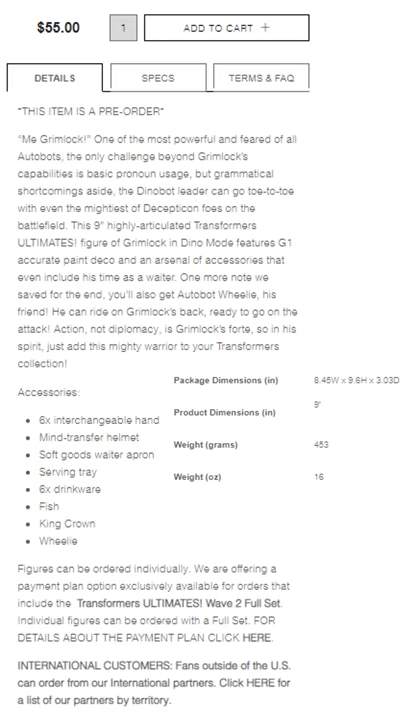 $55.00 1 ADD TO CART +
DETAILS SPECS TERMS & FAQ
*THIS ITEM IS A PRE-ORDER*
“Me Grimlock!” One of the most powerful and feared of all
Autobots, the only challenge beyond Grimlock’s
capabilities is basic pronoun usage, but grammatical
shortcomings aside, the Dinobot leader can go toe-to-toe
with even the mightiest of Decepticon foes on the
battlefield. This 9” highly-articulated Transformers
ULTIMATES! figure of Grimlock in Dino Mode features G1
accurate paint deco and an arsenal of accessories that
even include his time as a waiter. One more note we
saved for the end, you’ll also get Autobot Wheelie, his
friend! He can ride on Grimlock’s back, ready to go on the
attack! Action, not diplomacy, is Grimlock’s forte, so in his
spirit, just add this mighty warrior to your Transformers
collection!
Package Dimensions (in) 8.45W x 9.6H x 3.03D
Product Dimensions (in) 9"
Weight (grams) 453
Weight (oz) 16
Accessories:
• 6x interchangeable hand
• Mind-transfer helmet
• Soft goods waiter apron
• Serving tray
• 6x drinkware
• Fish
• King Crown
• Wheelie
Figures can be ordered individually. We are offering a
payment plan option exclusively available for orders that
include the Transformers ULTIMATES! Wave 2 Full Set.
Individual figures can be ordered with a Full Set. FOR
DETAILS ABOUT THE PAYMENT PLAN CLICK HERE.
INTERNATIONAL CUSTOMERS: Fans outside of the U.S.
can order from our International partners. Click HERE for
a list of our partners by territory.